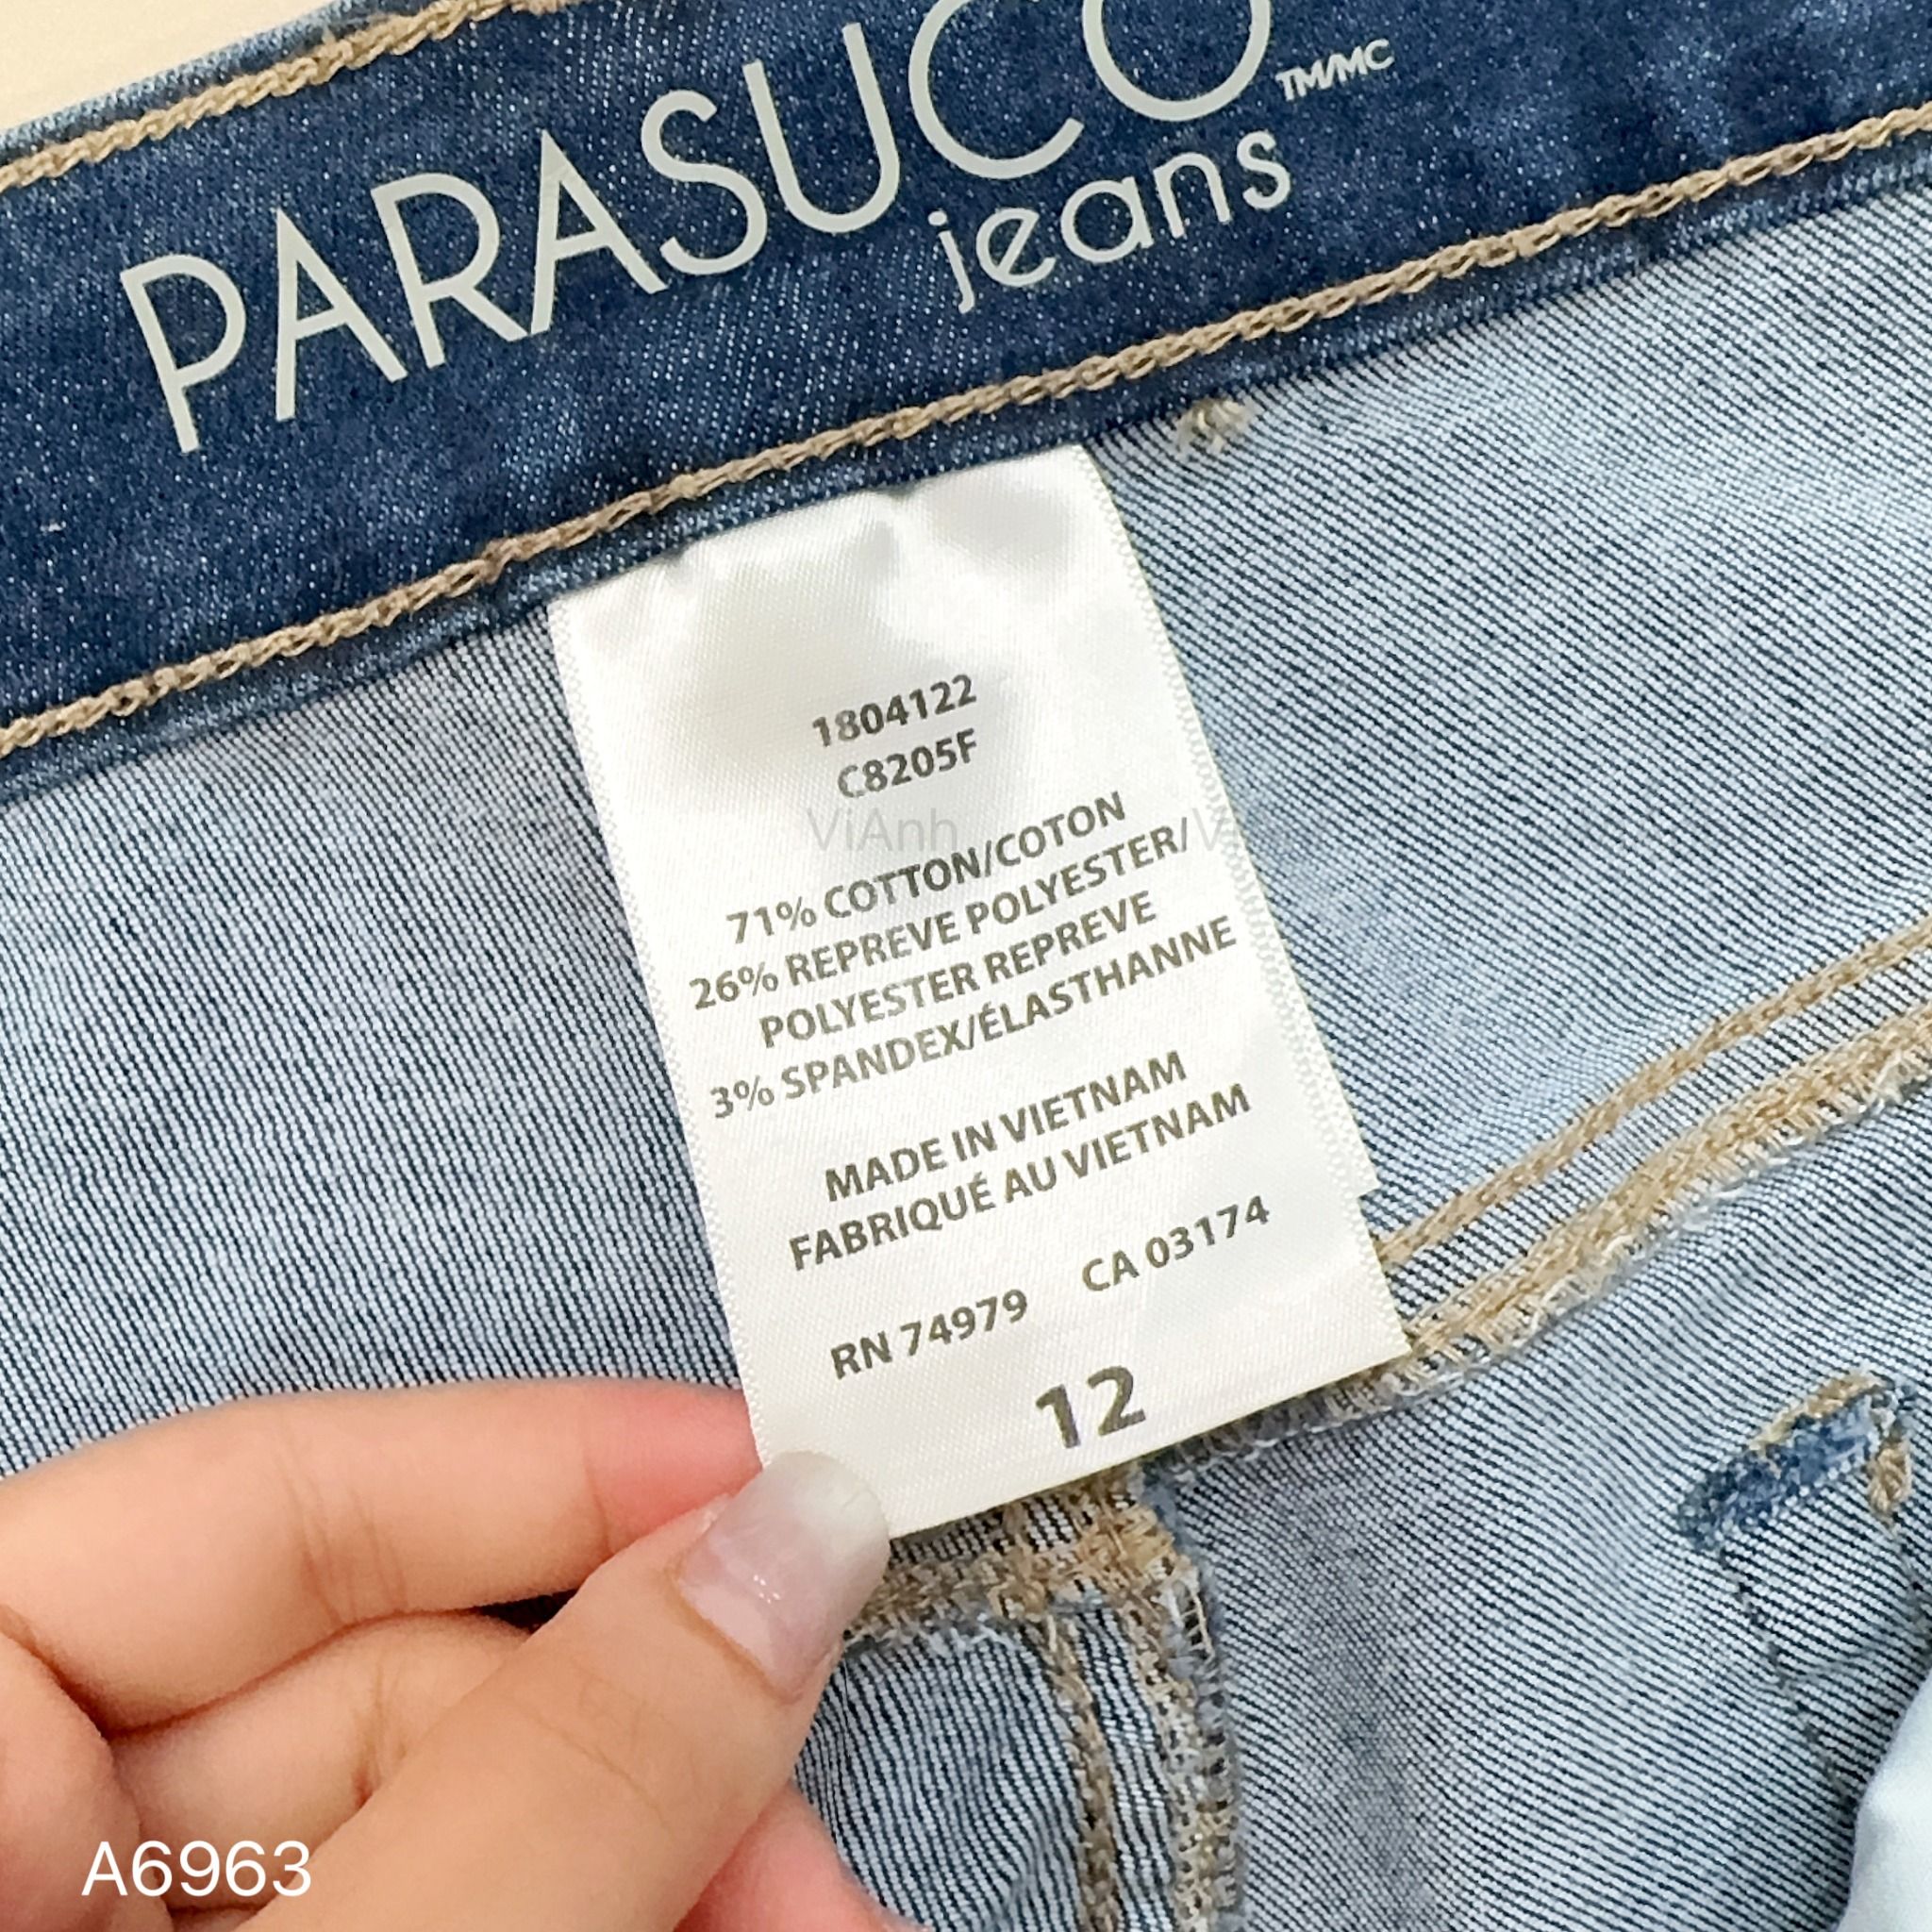 PARASUCO TM/MC
jeans
1804122
C8205F
ViAnh
71% COTTON/COTON
26% REPREVE POLYESTER/
POLYESTER REPREVE
3% SPANDEX/ÉLASTHANNE
MADE IN VIETNAM
FABRIQUÉ AU VIETNAM
RN 74979 CA 03174
12
A6963